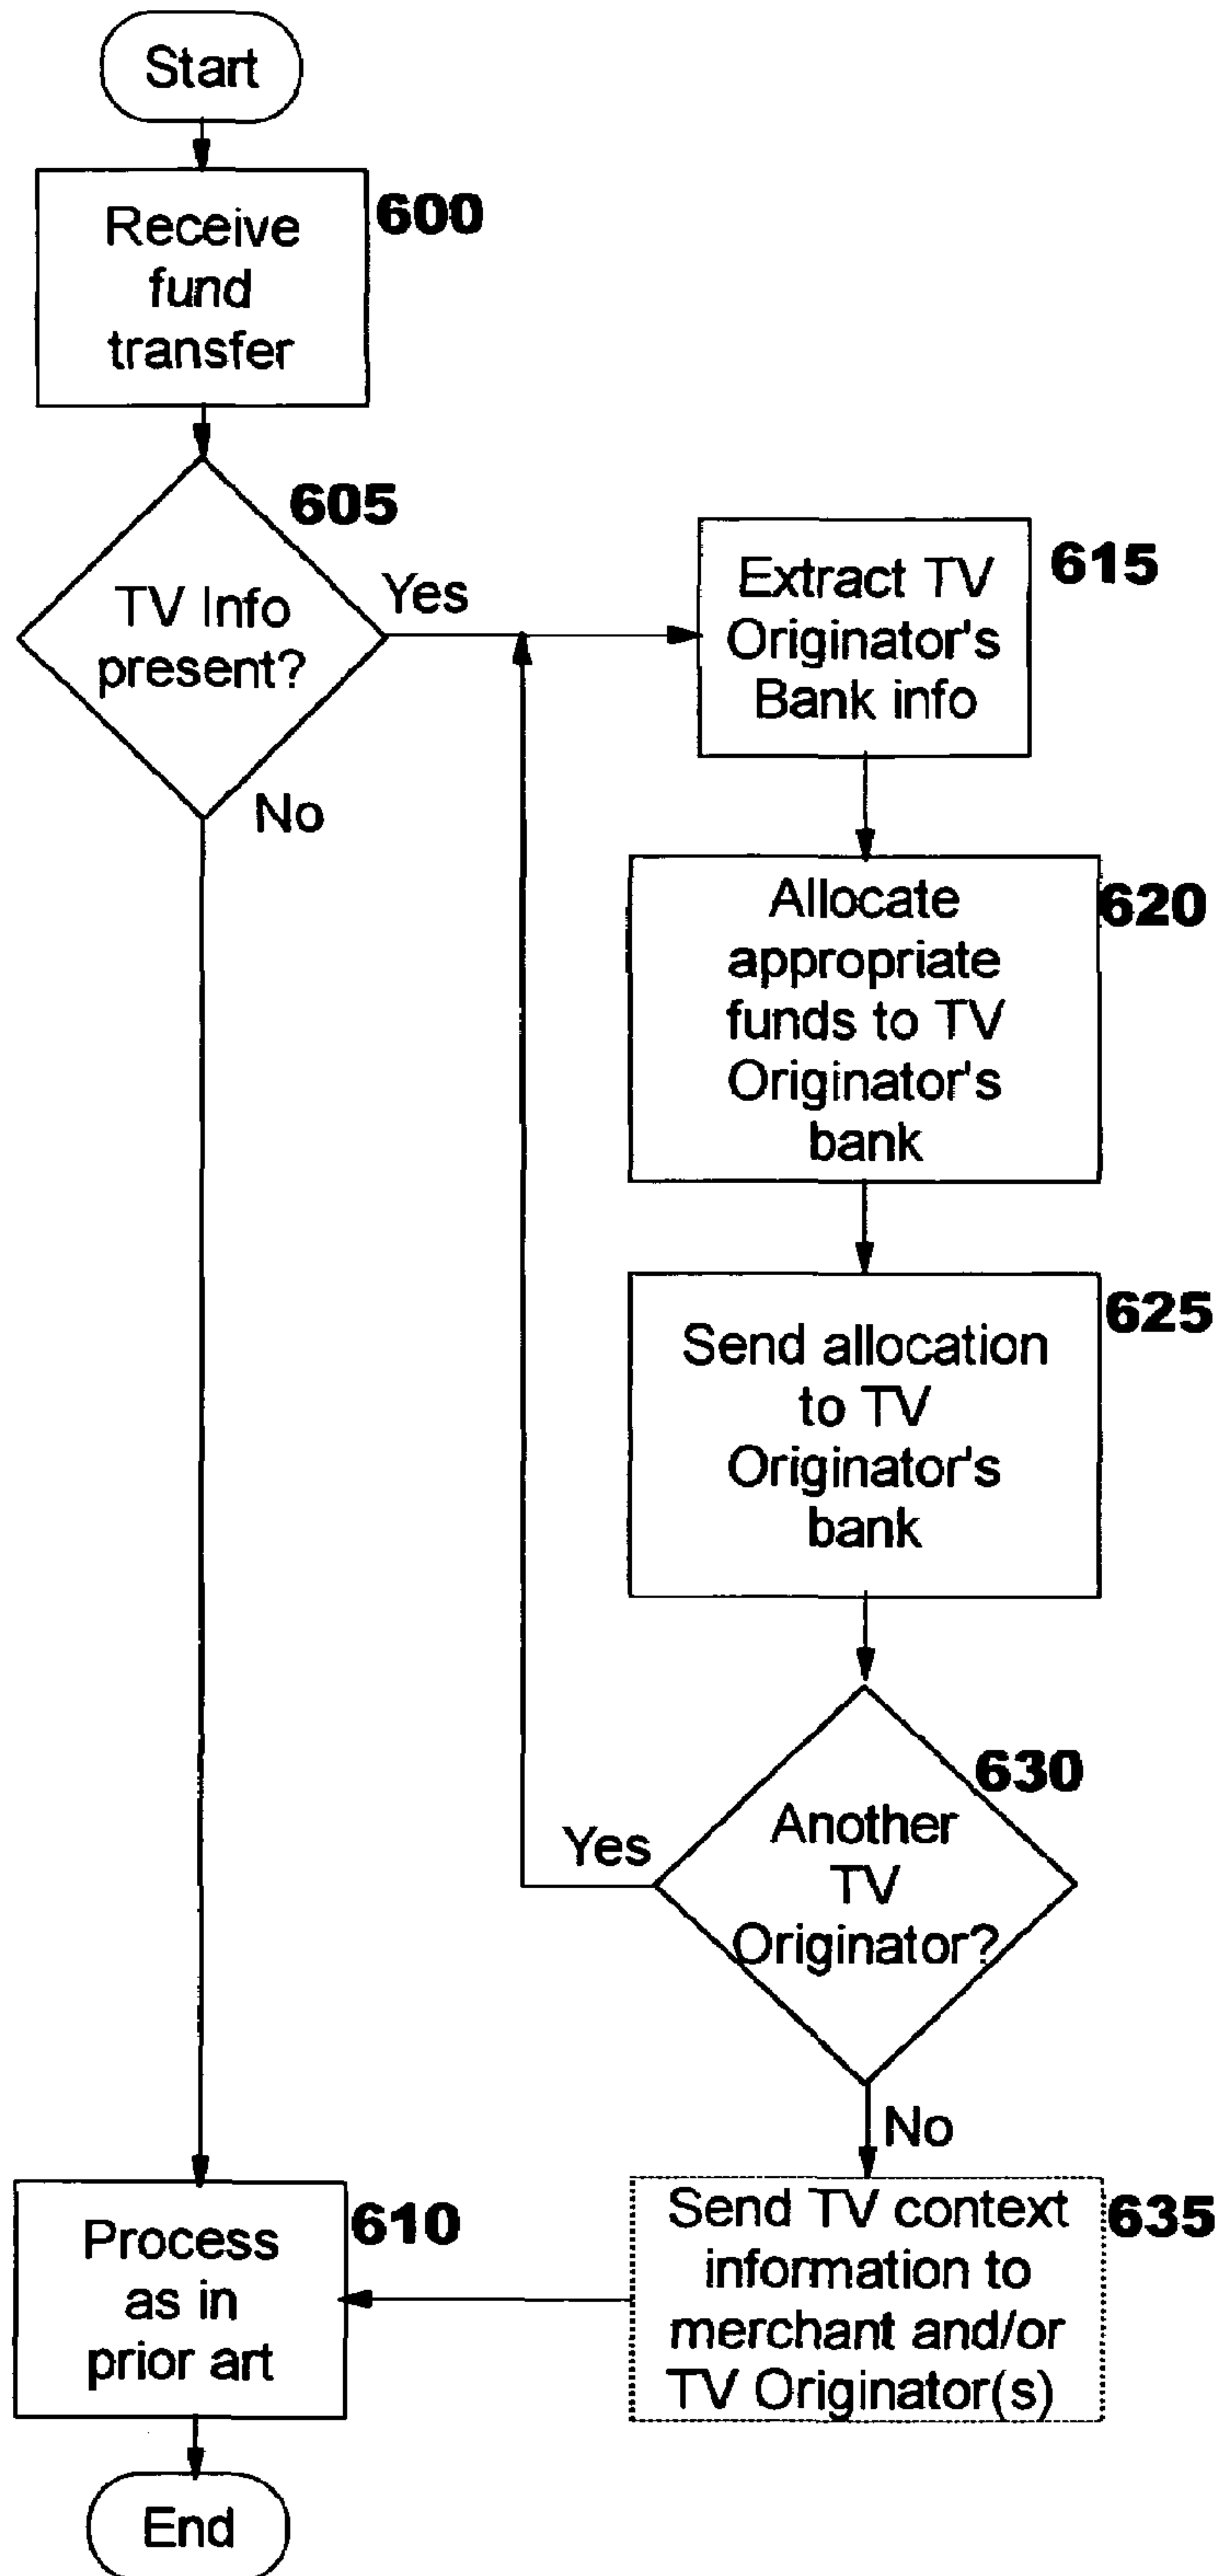 Start
Receive
fund
transfer
600
605
TV Info
present?
Yes
No
Extract TV
Originator's
Bank info
615
Allocate
appropriate
funds to TV
Originator's
bank
620
Send allocation
to TV
Originator's
bank
625
630
Another
TV
Originator?
Yes
No
Send TV context
information to
merchant and/or
TV Originator(s)
635
Process
as in
prior art
610
End